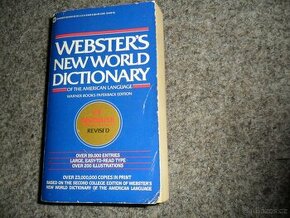 WEBSTER'S
NEW WORLD
DICTIONARY
OF THE AMERICAN LANGUAGE
WARNER BOOKS PAPERBACK EDITION
REVISED
OVER 59,000 ENTRIES
LARGE, EASY-TO-READ TYPE
OVER 200 ILLUSTRATIONS
OVER 23,000,000 COPIES IN PRINT
BASED ON THE SECOND COLLEGE EDITION OF WEBSTER'S
NEW WORLD DICTIONARY OF THE AMERICAN LANGUAGE